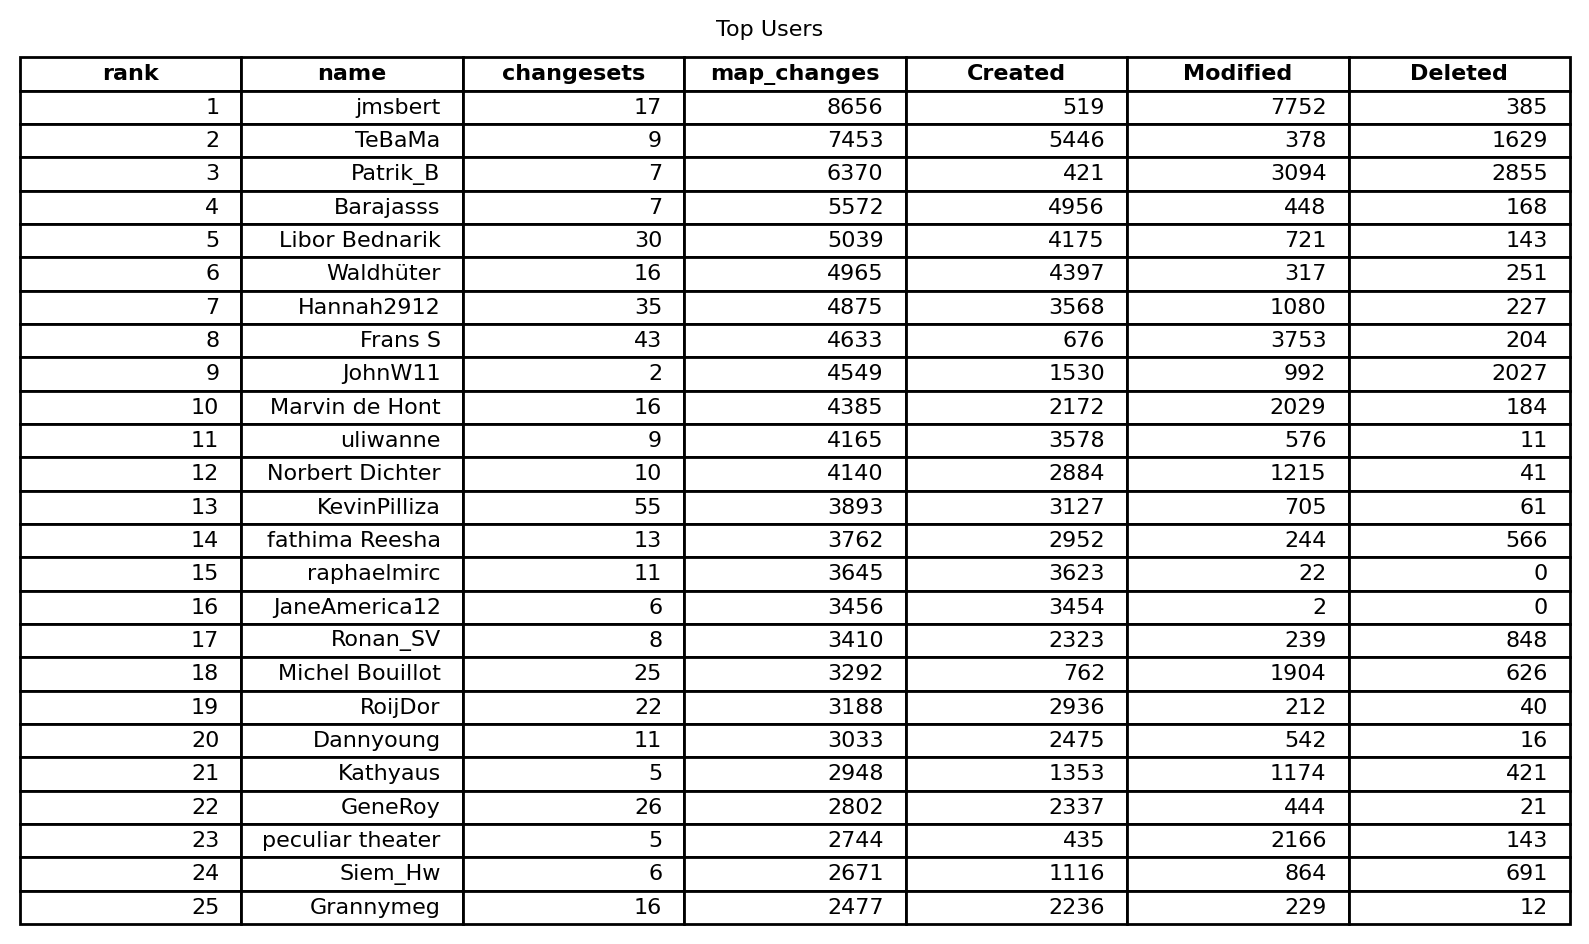 Top Users
rank name changesets map_changes Created Modified Deleted
1 jmsbert 17 8656 519 7752 385
2 TeBaMa 9 7453 5446 378 1629
3 Patrik_B 7 6370 421 3094 2855
4 Barajasss 7 5572 4956 448 168
5 Libor Bednarik 30 5039 4175 721 143
6 Waldhüter 16 4965 4397 317 251
7 Hannah2912 35 4875 3568 1080 227
8 Frans S 43 4633 676 3753 204
9 JohnW11 2 4549 1530 992 2027
10 Marvin de Hont 16 4385 2172 2029 184
11 uliwanne 9 4165 3578 576 11
12 Norbert Dichter 10 4140 2884 1215 41
13 KevinPilliza 55 3893 3127 705 61
14 fathima Reesha 13 3762 2952 244 566
15 raphaelmirc 11 3645 3623 22 0
16 JaneAmerica12 6 3456 3454 2 0
17 Ronan_SV 8 3410 2323 239 848
18 Michel Bouillot 25 3292 762 1904 626
19 RoijDor 22 3188 2936 212 40
20 Dannyoung 11 3033 2475 542 16
21 Kathyaus 5 2948 1353 1174 421
22 GeneRoy 26 2802 2337 444 21
23 peculiar theater 5 2744 435 2166 143
24 Siem_Hw 6 2671 1116 864 691
25 Grannymeg 16 2477 2236 229 12